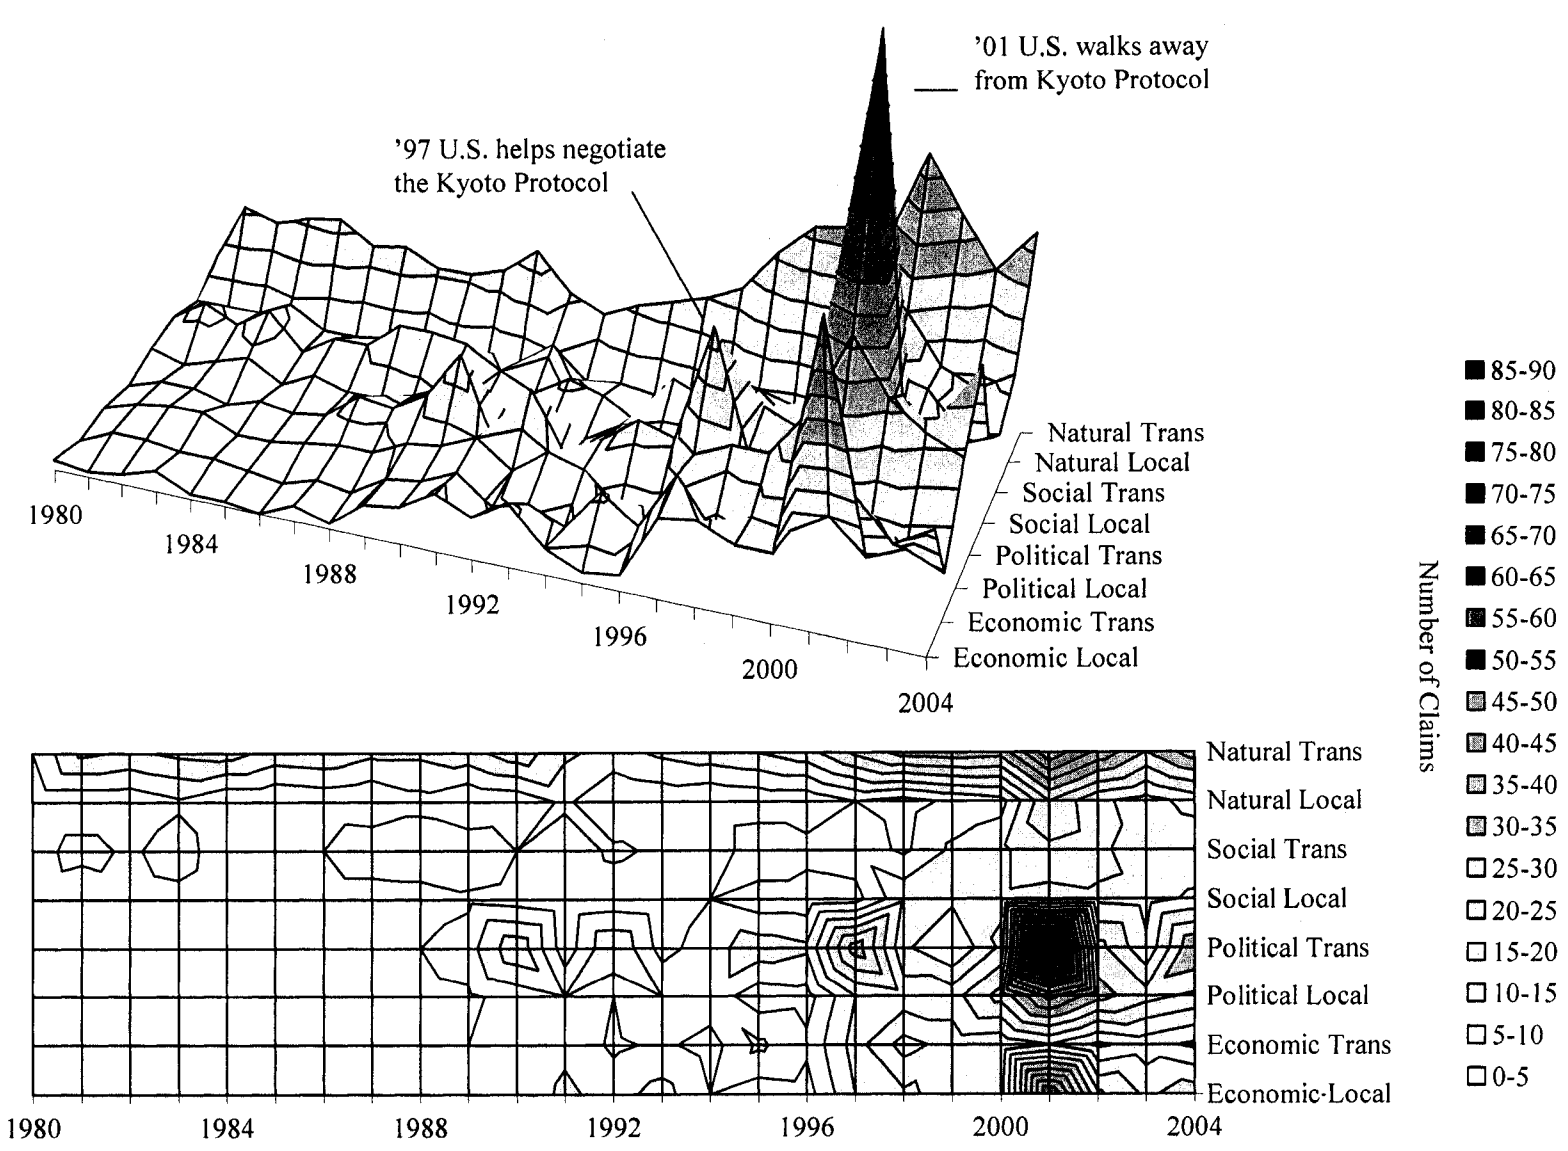 '01 U.S. walks away
from Kyoto Protocol
'97 U.S. helps negotiate
the Kyoto Protocol
Natural Trans
Natural Local
Social Trans
Social Local
Political Trans
Political Local
Economic Trans
Economic Local
1980
1984
1988
1992
1996
2000
2004
Number of Claims
85-90
80-85
75-80
70-75
65-70
60-65
55-60
50-55
45-50
40-45
35-40
30-35
25-30
20-25
15-20
10-15
5-10
0-5
Natural Trans
Natural Local
Social Trans
Social Local
Political Trans
Political Local
Economic Trans
Economic-Local
1980
1984
1988
1992
1996
2000
2004